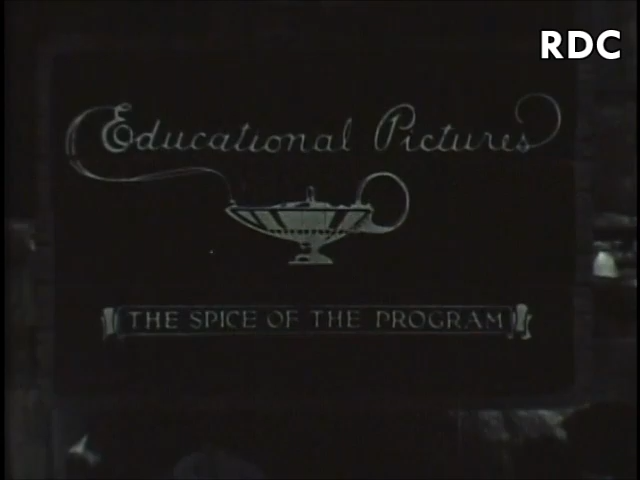 RDC
Educational Pictures
THE SPICE OF THE PROGRAM